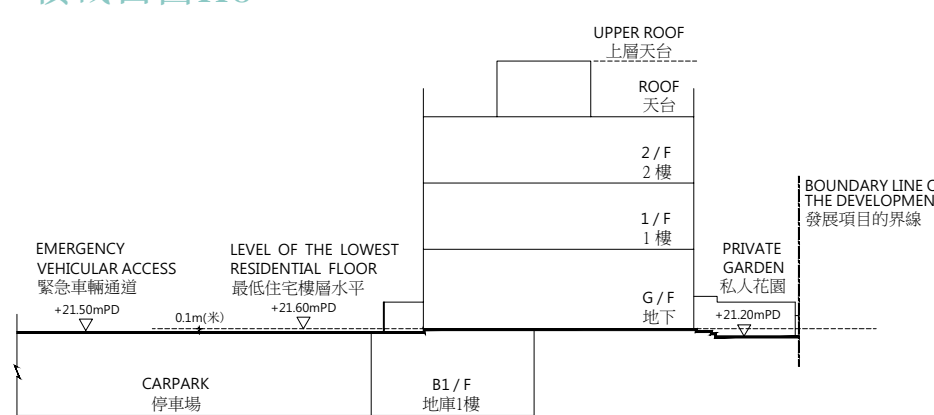 UPPER ROOF
上層天台
ROOF
天台
2 / F
2 樓
1 / F
1 樓
G / F
地下
BOUNDARY LINE
THE DEVELOPMEN
發展項目的界線
PRIVATE
GARDEN
私人花園
+21.20mPD
EMERGENCY
VEHICULAR ACCESS
緊急車輛通道
+21.50mPD
0.1m(米)
LEVEL OF THE LOWEST
RESIDENTIAL FLOOR
最低住宅樓層水平
+21.60mPD
CARPARK
停車場
B1 / F
地庫1樓